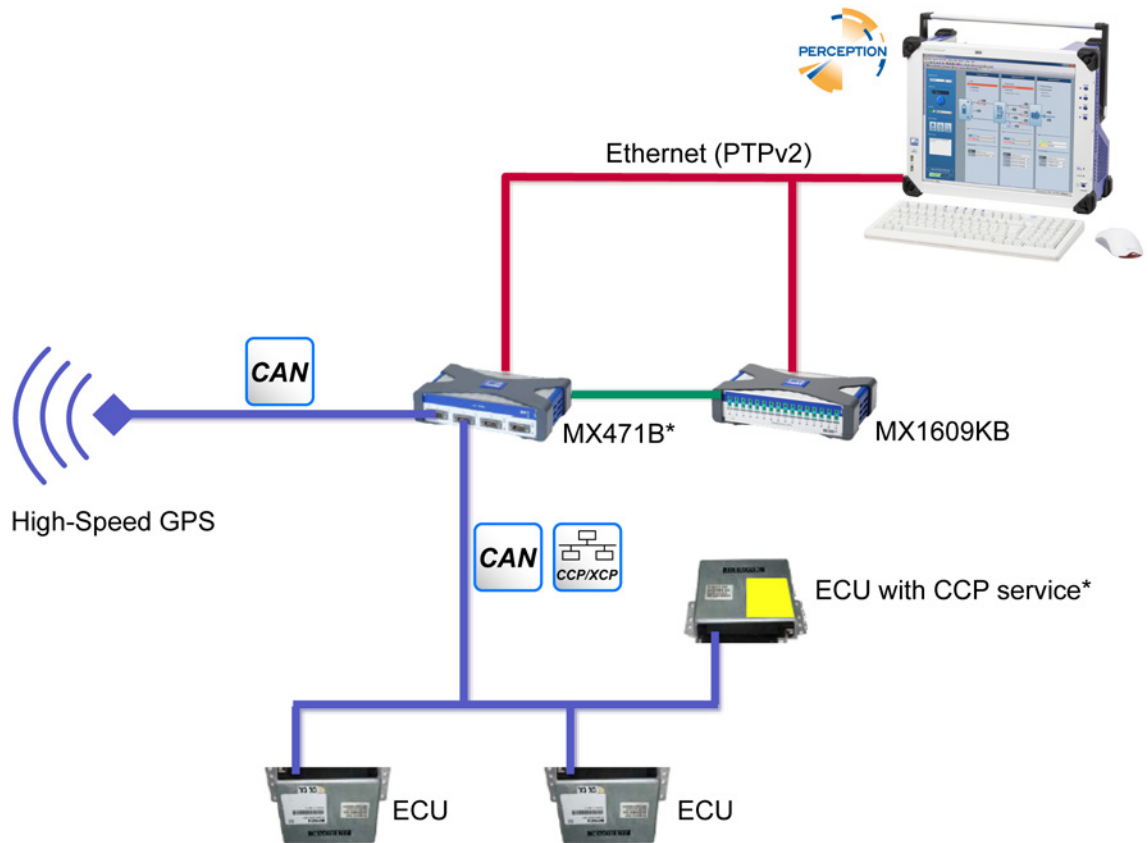 PERCEPTION
Ethernet (PTPv2)
CAN
MX471B*
MX1609KB
High-Speed GPS
CAN
CCP/XCP
ECU with CCP service*
ECU
ECU